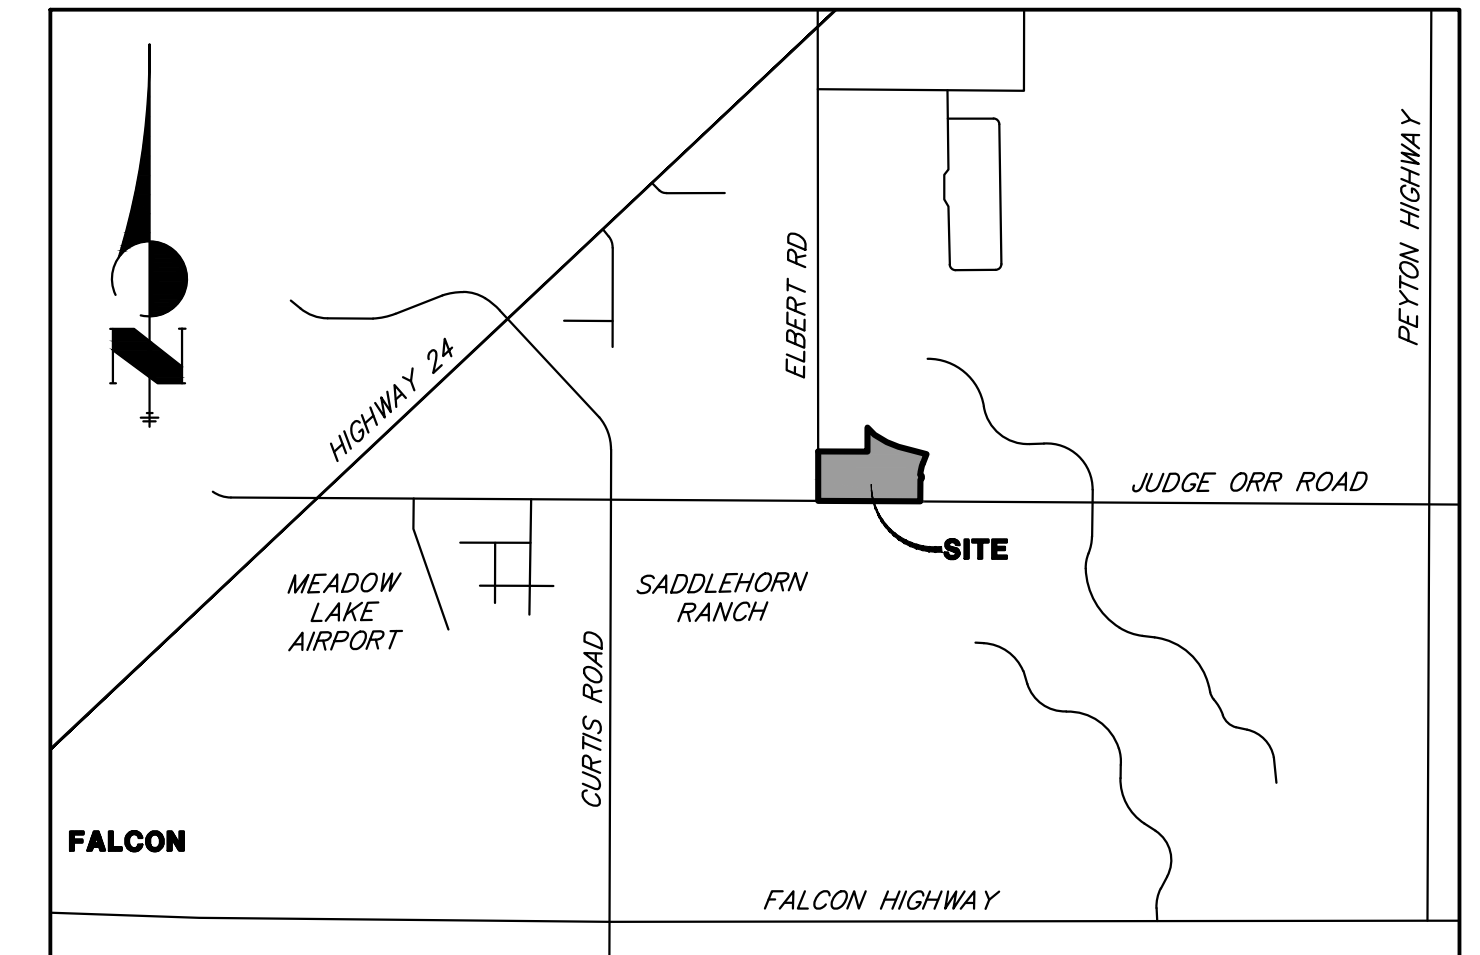 PEYTON HIGHWAY
ELBERT RD
HIGHWAY 24
JUDGE ORR ROAD
SITE
MEADOW
LAKE
AIRPORT
SADDLEHORN
RANCH
CURTIS ROAD
FALCON
FALCON HIGHWAY
N